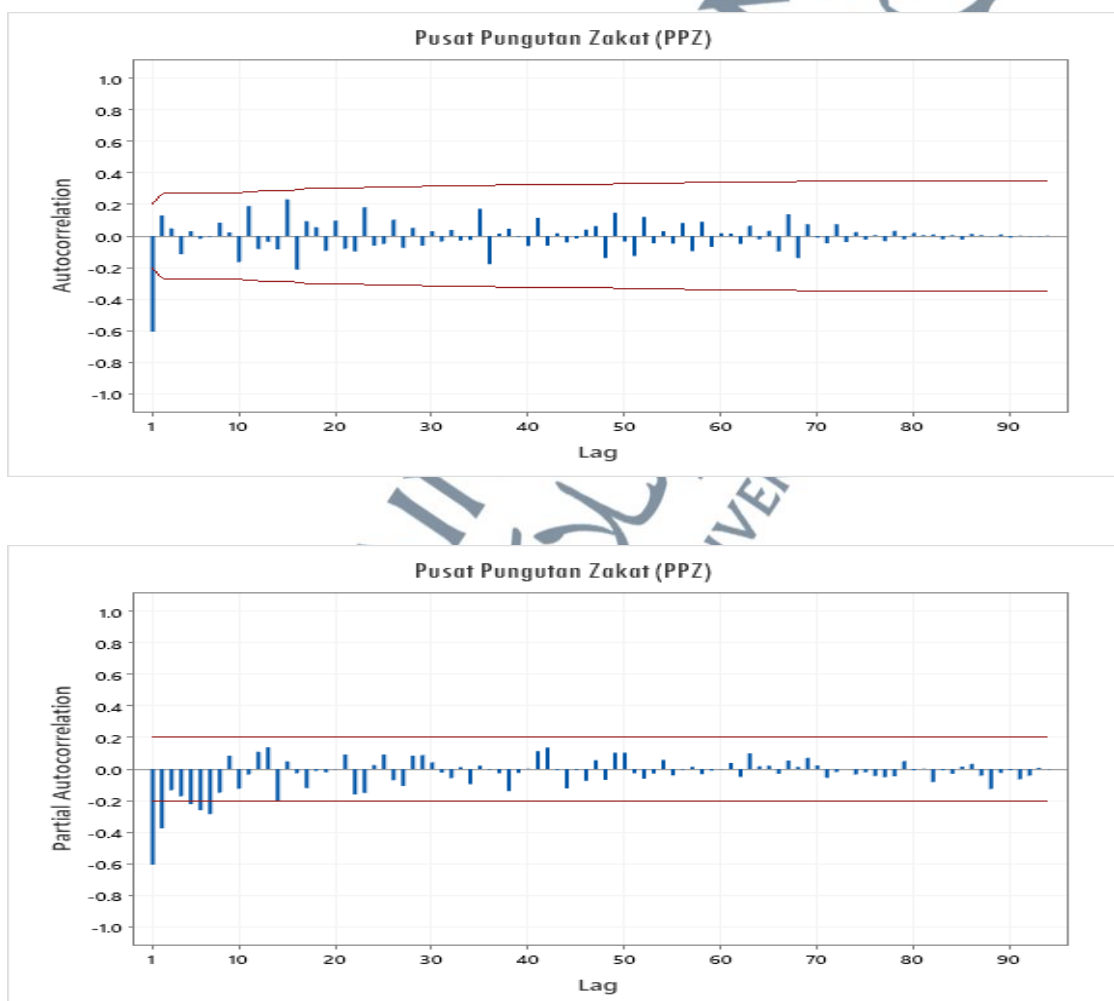 Pusat Pungutan Zakat (PPZ)
Autocorrelation
1.0
0.8
0.6
0.4
0.2
0.0
-0.2
-0.4
-0.6
-0.8
-1.0
1 10 20 30 40 50 60 70 80 90
Lag
Pusat Pungutan Zakat (PPZ)
Partial Autocorrelation
1.0
0.8
0.6
0.4
0.2
0.0
-0.2
-0.4
-0.6
-0.8
-1.0
1 10 20 30 40 50 60 70 80 90
Lag